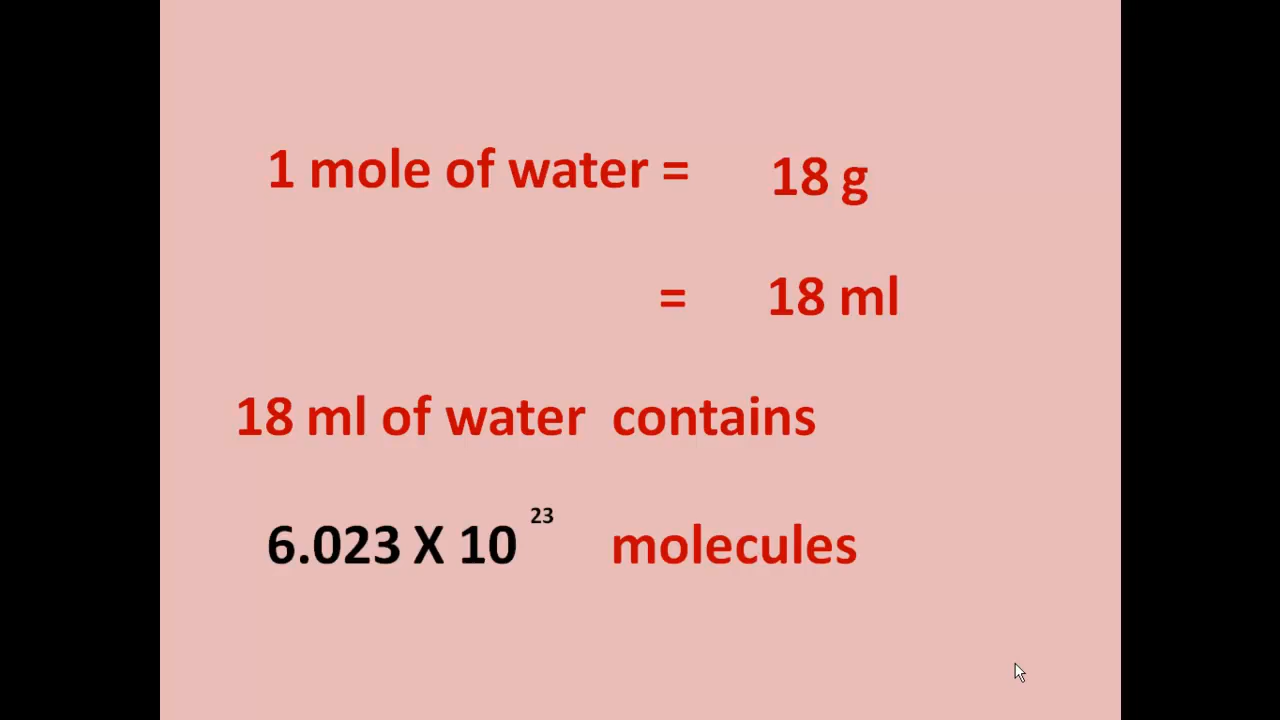 1 mole of water = 18 g
= 18 ml
18 ml of water contains
6.023 X 10 23 molecules